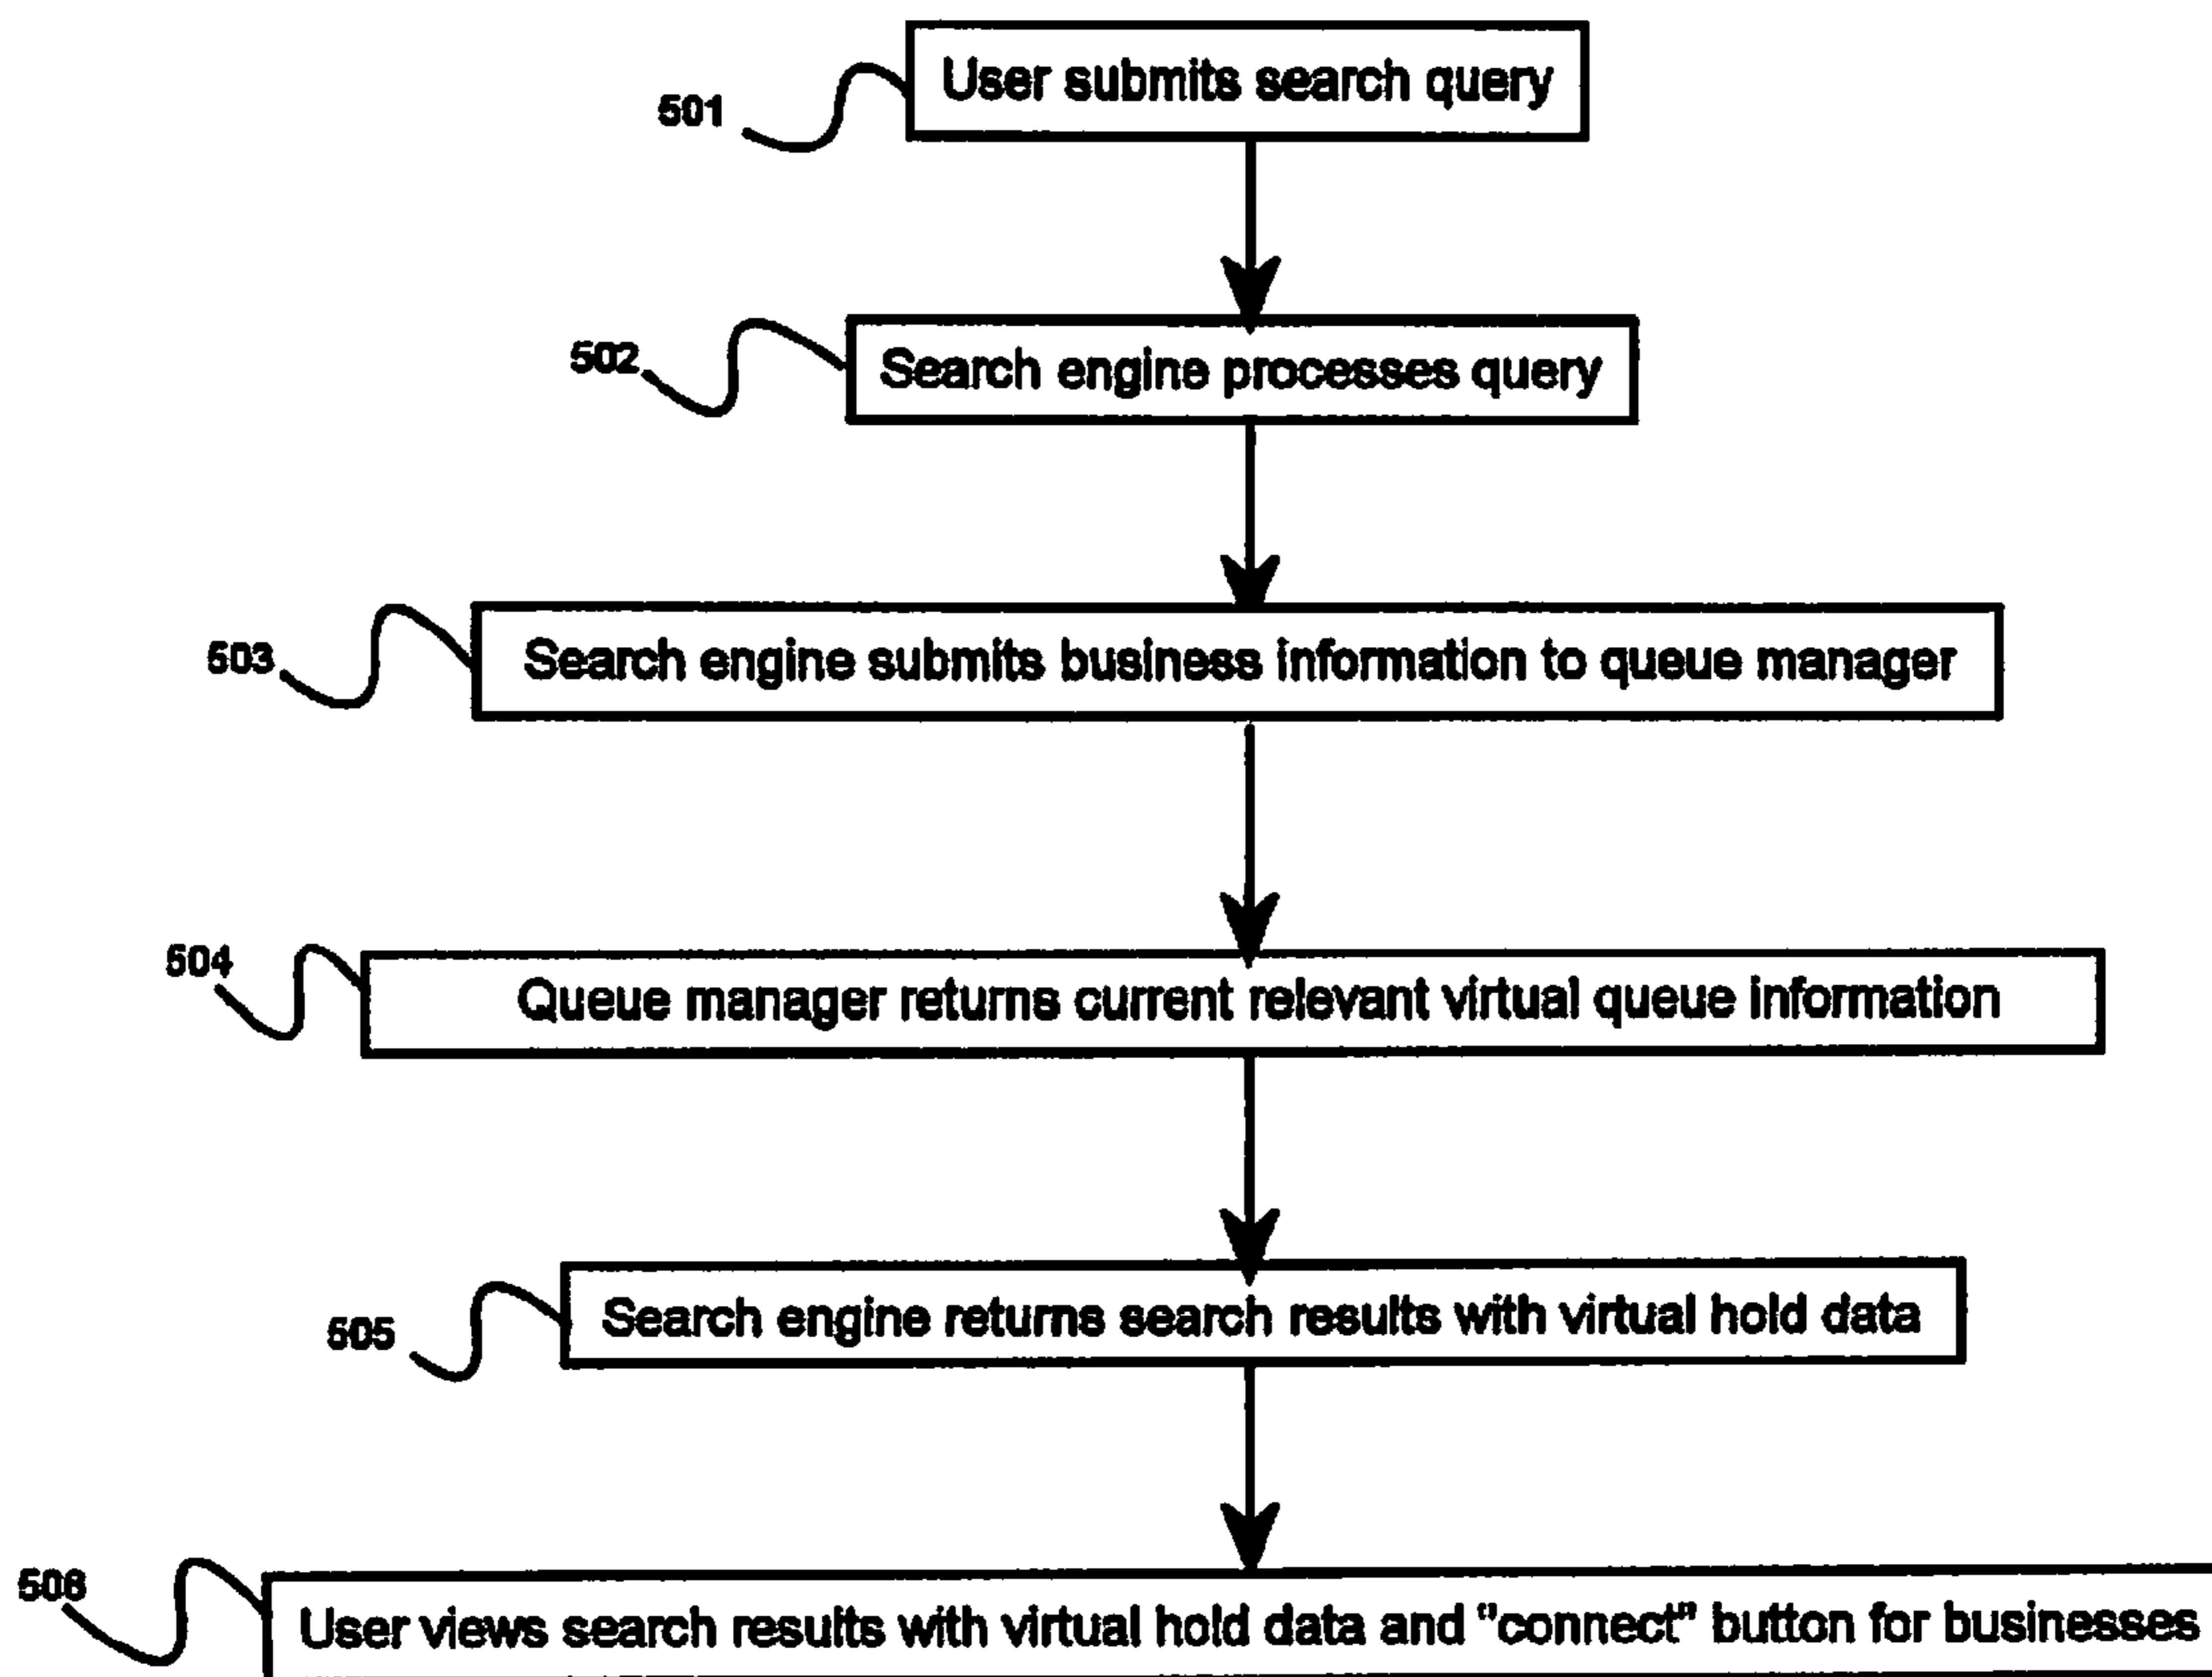 501
User submits search query
502
Search engine processes query
503
Search engine submits business information to queue manager
504
Queue manager returns current relevant virtual queue information
505
Search engine returns search results with virtual hold data
506
User views search results with virtual hold data and "connect" button for businesses